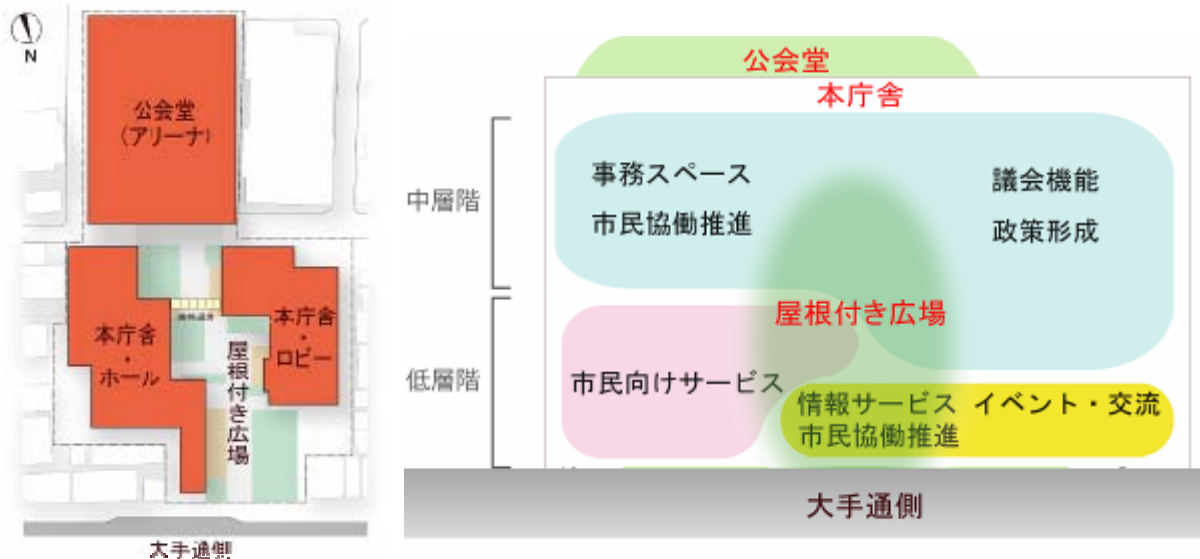 N
公会堂
（アリーナ）
本庁舎
・
ホール
本庁舎
・
ロビー
屋根付き広場
大手通側
公会堂
本庁舎
中層階
事務スペース
市民協働推進
議会機能
政策形成
屋根付き広場
低層階
市民向けサービス
情報サービス
市民協働推進
イベント・交流
大手通側